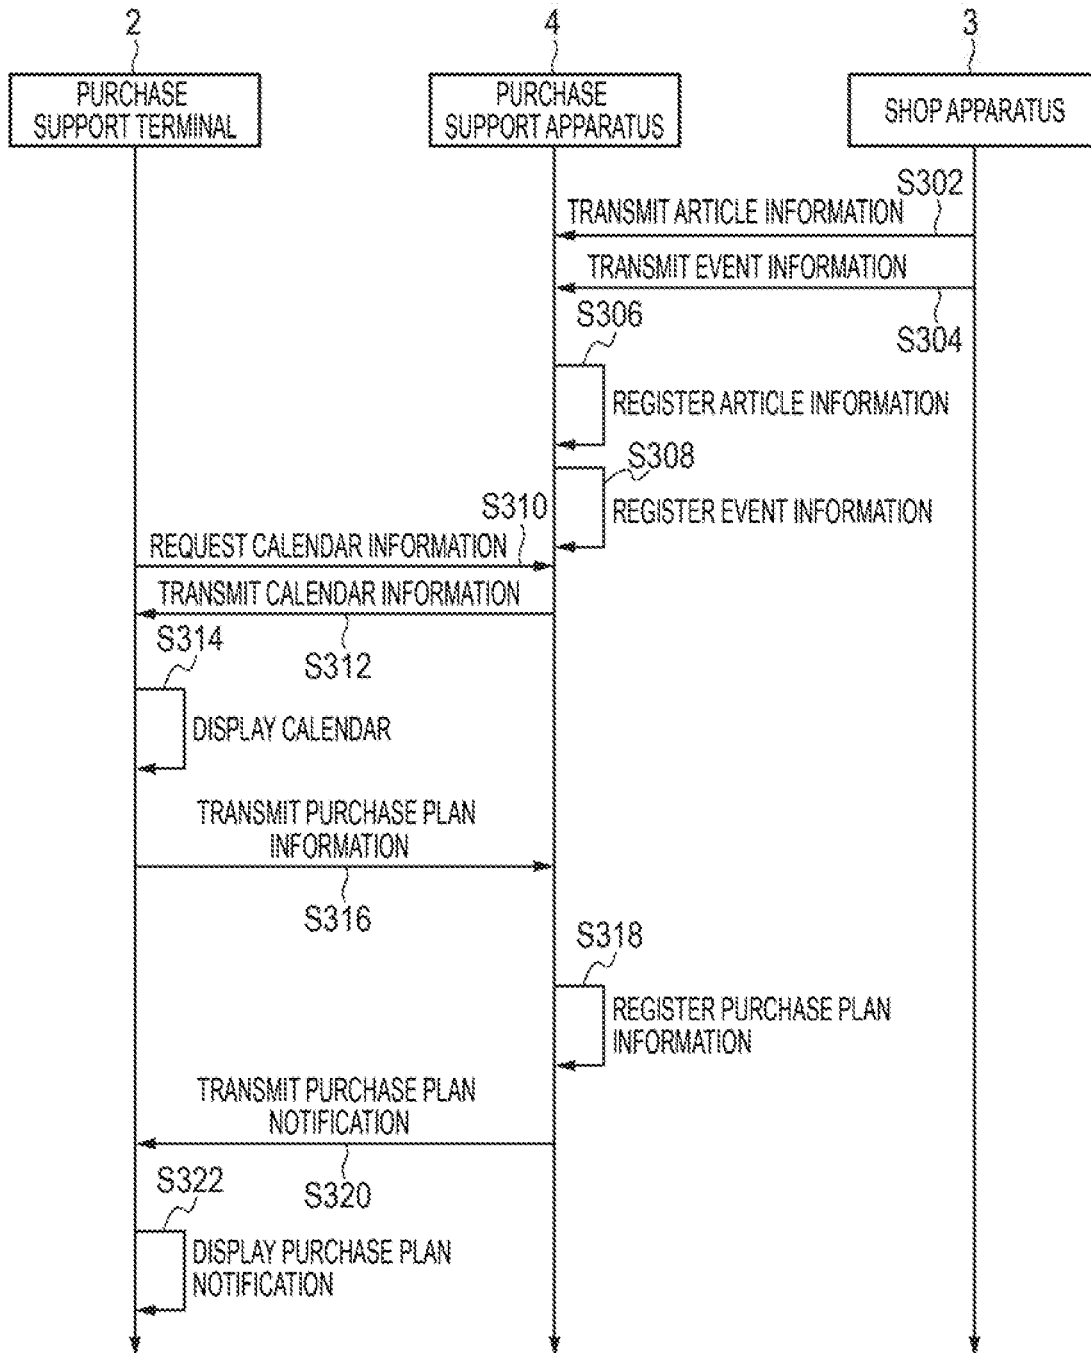 2
4
3
PURCHASE
SUPPORT TERMINAL
PURCHASE
SUPPORT APPARATUS
SHOP APPARATUS
S302
TRANSMIT ARTICLE INFORMATION
TRANSMIT EVENT INFORMATION
S304
S306
REGISTER ARTICLE INFORMATION
S308
REGISTER EVENT INFORMATION
S310
REQUEST CALENDAR INFORMATION
TRANSMIT CALENDAR INFORMATION
S312
S314
DISPLAY CALENDAR
TRANSMIT PURCHASE PLAN
INFORMATION
S316
S318
REGISTER PURCHASE PLAN
INFORMATION
TRANSMIT PURCHASE PLAN
NOTIFICATION
S320
S322
DISPLAY PURCHASE PLAN
NOTIFICATION